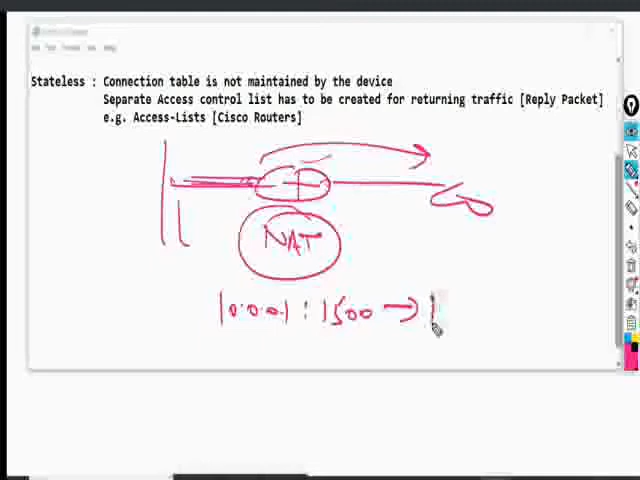 Stateless : Connection table is not maintained by the device
Separate Access control list has to be created for returning traffic [Reply Packet]
e.g. Access-Lists [Cisco Routers]
NAT
10.0.0.1 : 1500 →